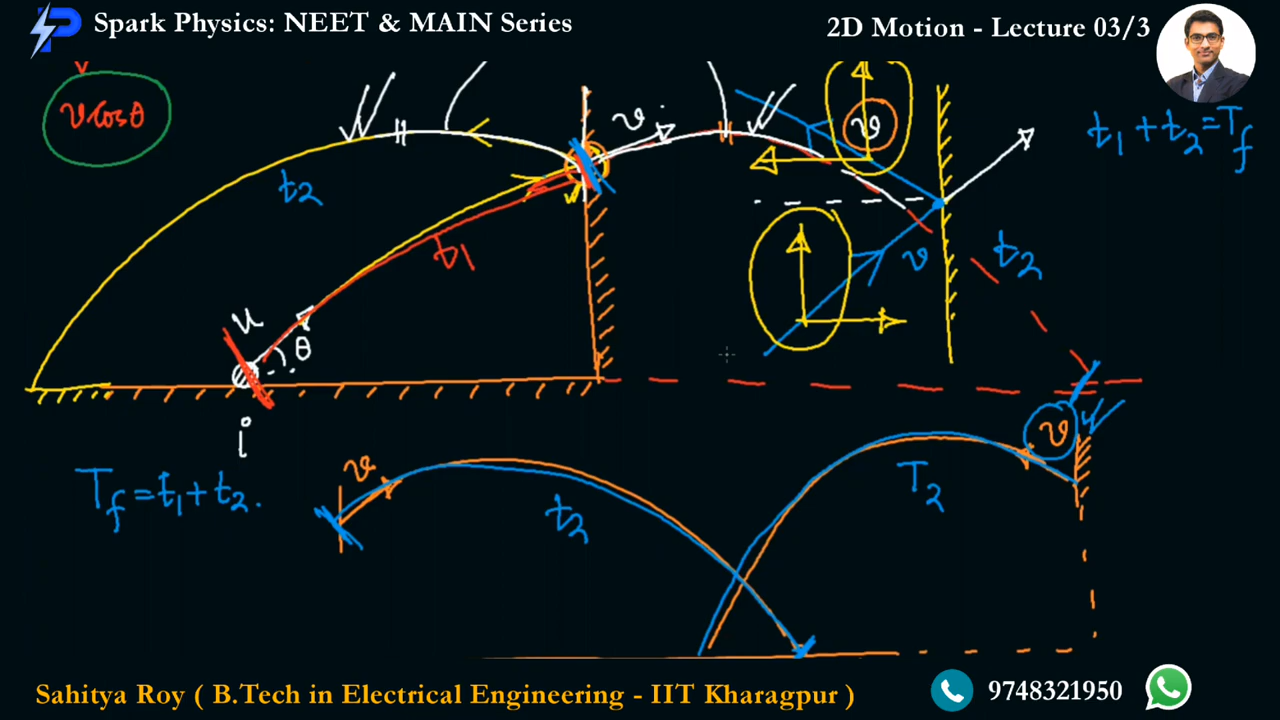 Spark Physics: NEET & MAIN Series
2D Motion - Lecture 03/3
v cosθ
v
v
t₁ + t₂ = T_f
t₂
t₁
v
t₂
u
θ
i
v
T_f = t₁ + t₂.
v
t₂
T₂
Sahitya Roy ( B.Tech in Electrical Engineering - IIT Kharagpur )
9748321950